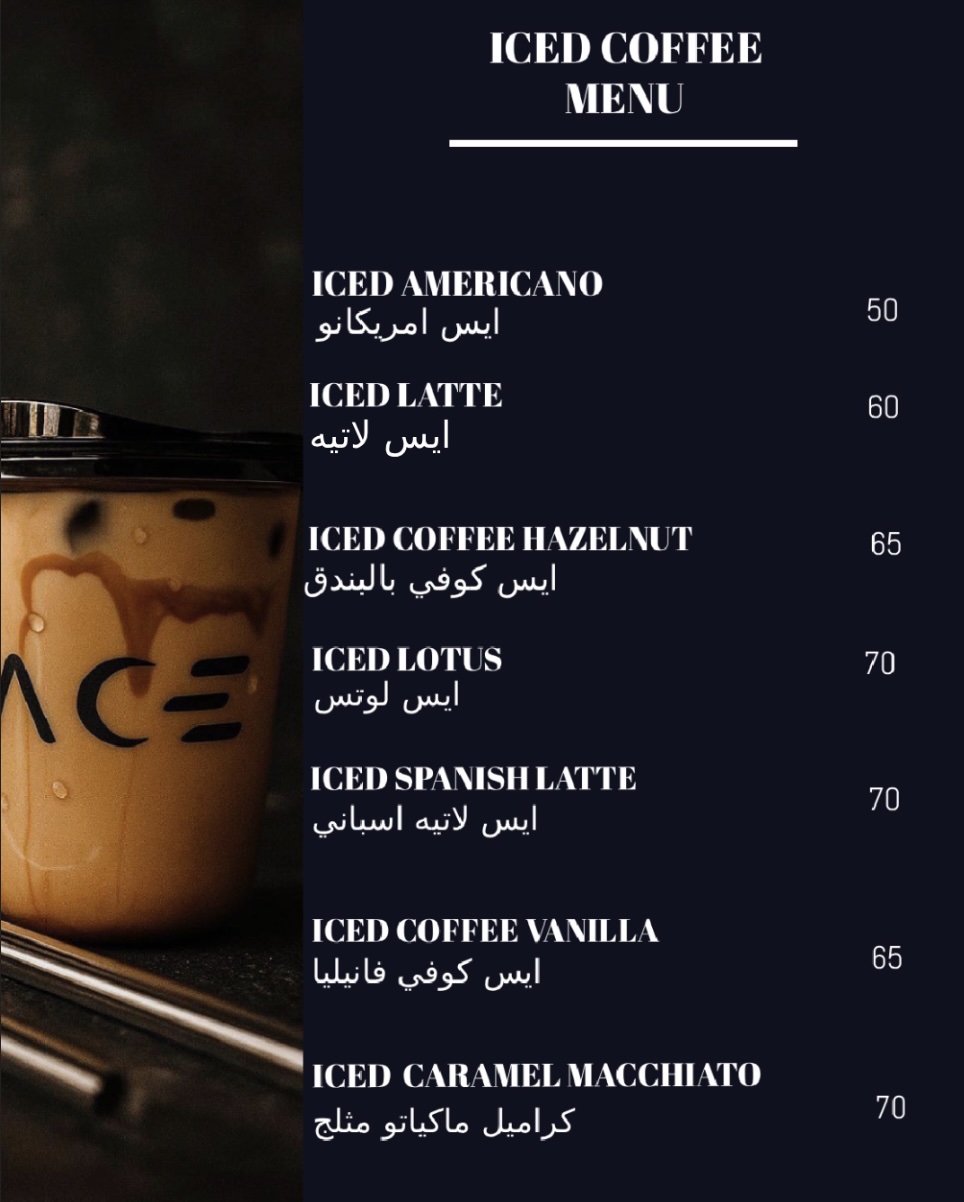 ICED COFFEE
MENU
ICED AMERICANO
ايس امريكانو
50
ICED LATTE
ايس لاتيه
60
ICED COFFEE HAZELNUT
ايس كوفي بالبندق
65
ICED LOTUS
ايس لوتس
70
ICED SPANISH LATTE
ايس لاتيه اسباني
70
ICED COFFEE VANILLA
ايس كوفي فانيليا
65
ICED CARAMEL MACCHIATO
كراميل ماكياتو مثلج
70
ACE